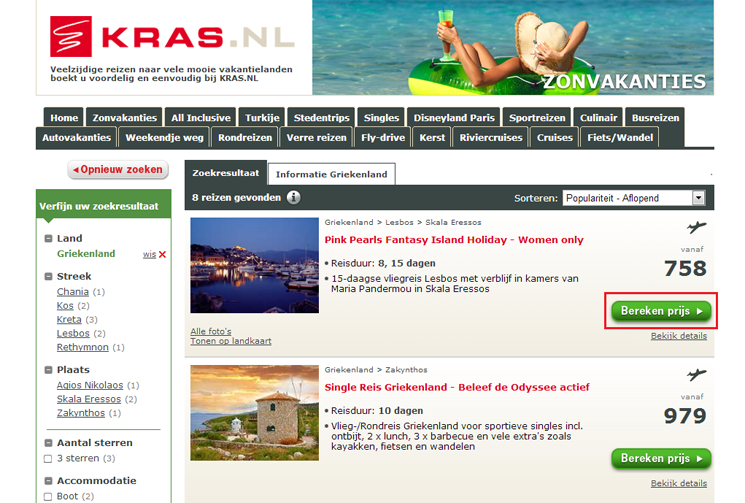 KRAS.NL
Veelzijdige reizen naar vele mooie vakantielanden
boekt u voordelig en eenvoudig bij KRAS.NL
ZONVAKANTIES
Home Zonvakanties All Inclusive Turkije Stedentrips Singles Disneyland Paris Sportreizen Culinair Busreizen
Autovakanties Weekendje weg Rondreizen Verre reizen Fly-drive Kerst Riviercruises Cruises Fiets/Wandel
Opnieuw zoeken
Verfijn uw zoekresultaat
Land
Griekenland wis
Streek
Chania (1)
Kos (2)
Kreta (3)
Lesbos (2)
Rethymnon (1)
Plaats
Agios Nikolaos (1)
Skala Eressos (2)
Zakynthos (1)
Aantal sterren
3 sterren (3)
Accommodatie
Boot (2)
Zoekresultaat Informatie Griekenland
8 reizen gevonden i Sorteren: Populariteit - Aflopend
Griekenland > Lesbos > Skala Eressos
Pink Pearls Fantasy Island Holiday - Women only
Reisduur: 8, 15 dagen
15-daagse vliegreis Lesbos met verblijf in kamers van
Maria Pandermou in Skala Eressos
vanaf
758
Bereken prijs
Bekijk details
Alle foto's
Tonen op landkaart
Griekenland > Zakynthos
Single Reis Griekenland - Beleef de Odyssee actief
Reisduur: 10 dagen
Vlieg-/Rondreis Griekenland voor sportieve singles incl.
ontbijt, 2 x lunch, 3 x barbecue en vele extra's zoals
kayakken, fietsen en wandelen
vanaf
979
Bereken prijs
Bekijk details